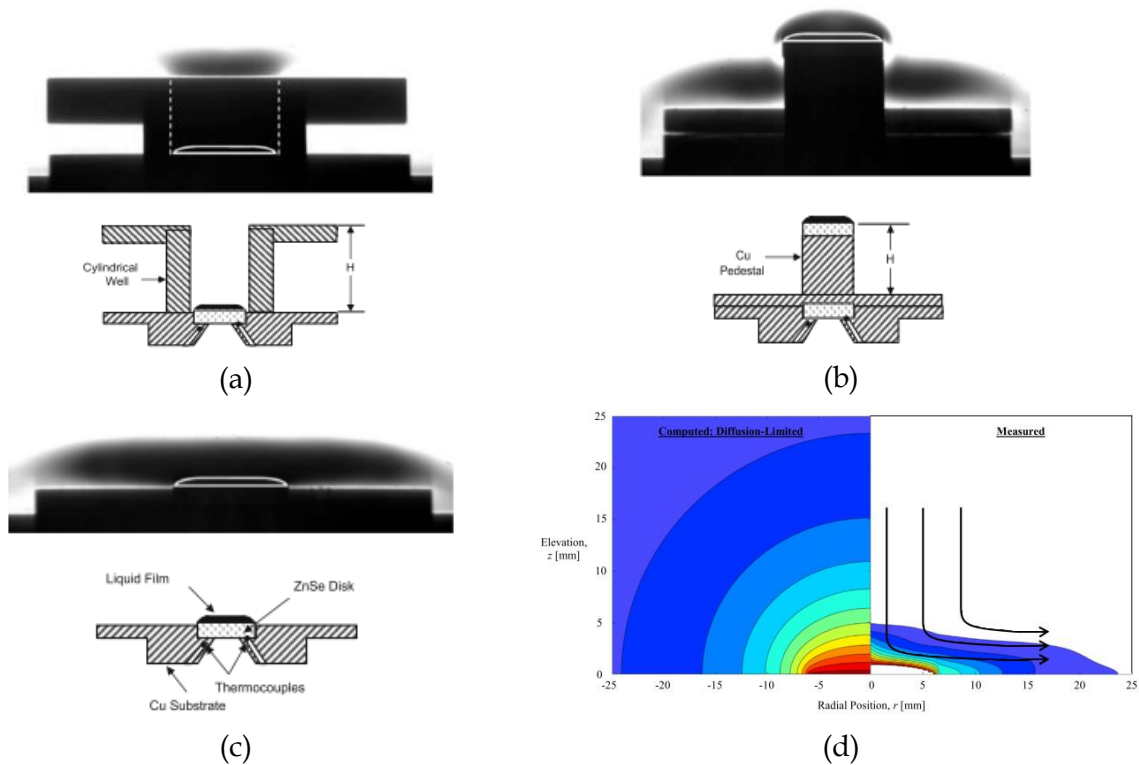 Cylindrical
Well
H
(a)
Cu
Pedestal
H
(b)
Liquid Film
ZnSe Disk
Thermocouples
Cu Substrate
(c)
Computed: Diffusion-Limited
Measured
Elevation,
z [mm]
25
20
15
10
5
0
-25 -20 -15 -10 -5 0 5 10 15 20 25
Radial Position, r [mm]
(d)